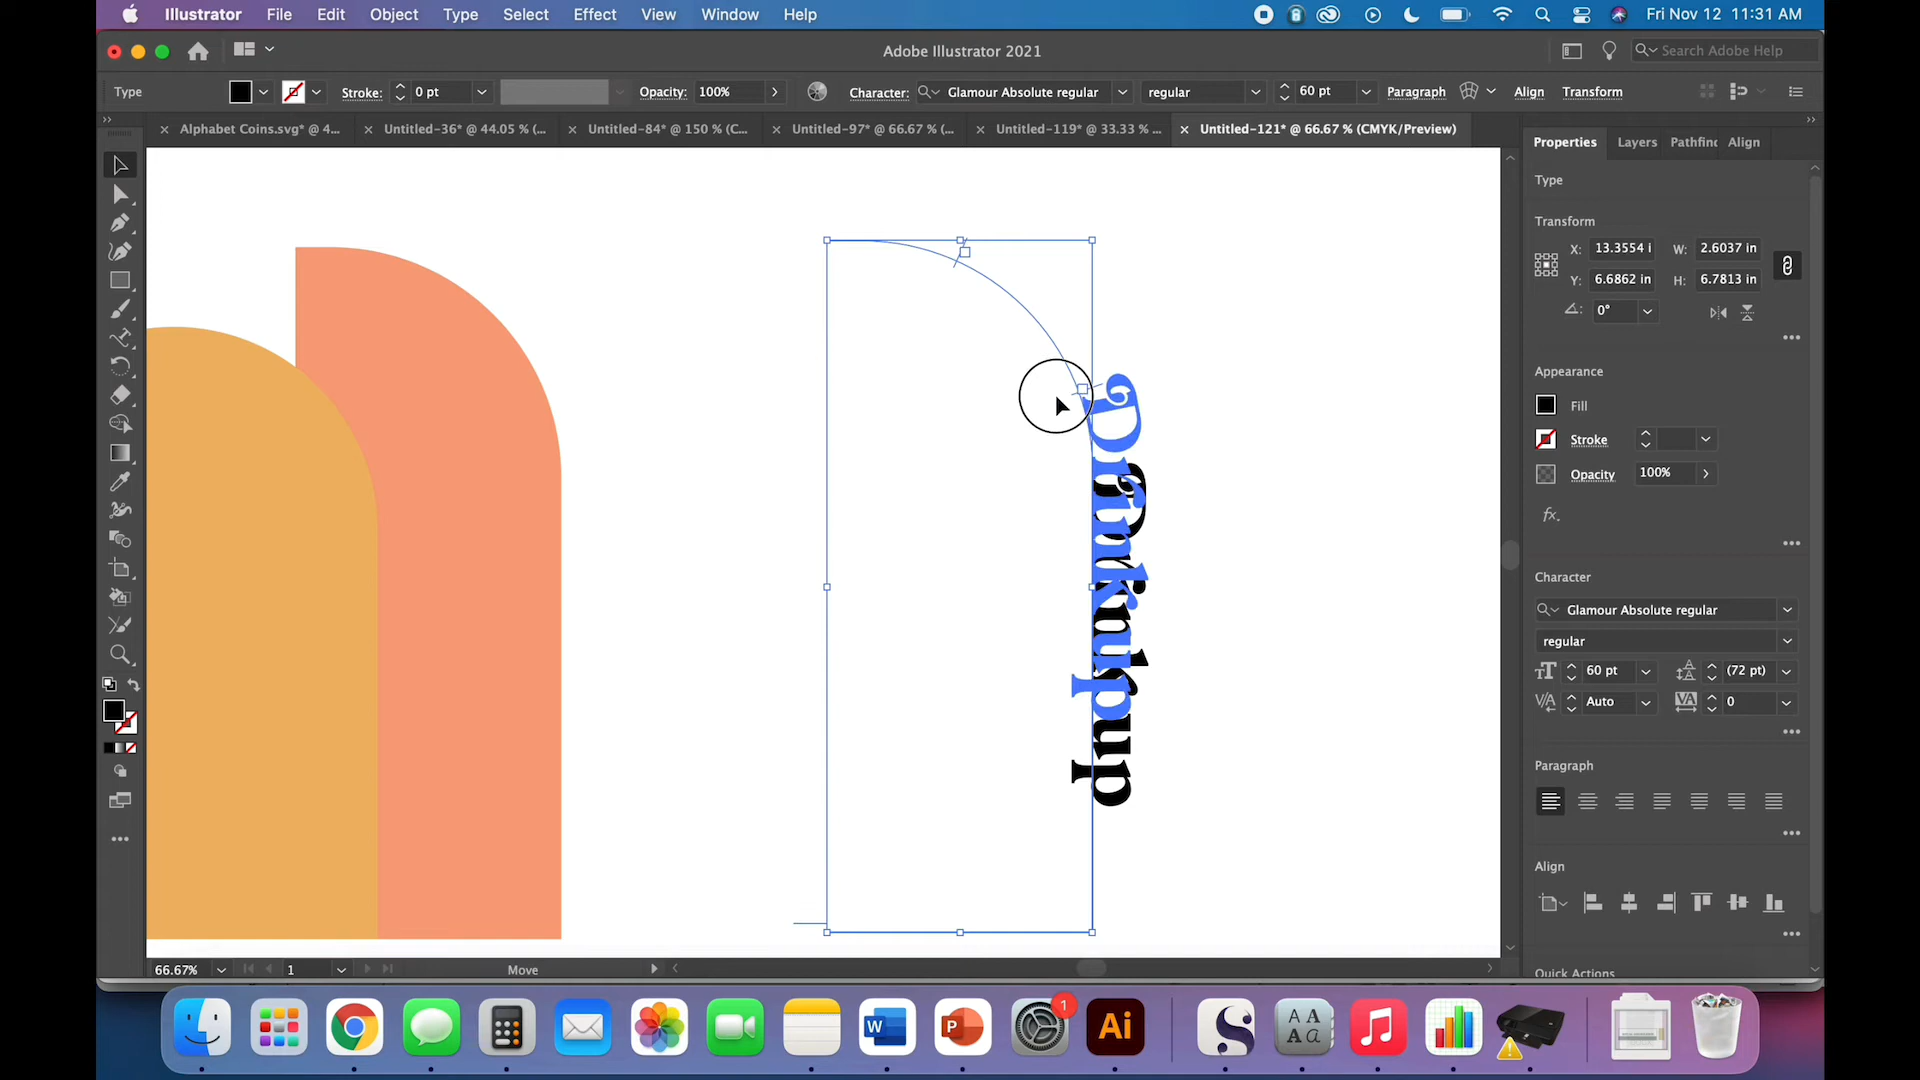 Illustrator File Edit Object Type Select Effect View Window Help Fri Nov 12 11:31 AM
Adobe Illustrator 2021 Search Adobe Help
Type Stroke: 0 pt Opacity: 100% Character: Glamour Absolute regular regular 60 pt Paragraph Align Transform
Alphabet Coins.svg* @ 4... Untitled-36* @ 44.05 % (... Untitled-84* @ 150 % (C... Untitled-97* @ 66.67 % (... Untitled-119* @ 33.33 % ... Untitled-121* @ 66.67 % (CMYK/Preview)
Properties Layers Pathfind Align
Type
Transform
X: 13.3554 i W: 2.6037 in
Y: 6.6862 in H: 6.7813 in
0°
Appearance
Fill
Stroke
Opacity 100%
fx.
Character
Glamour Absolute regular
regular
60 pt (72 pt)
Auto 0
Paragraph
Align
Quick Actions
Drinkup
Drinkup
66.67% 1 Move
1
W P Ai